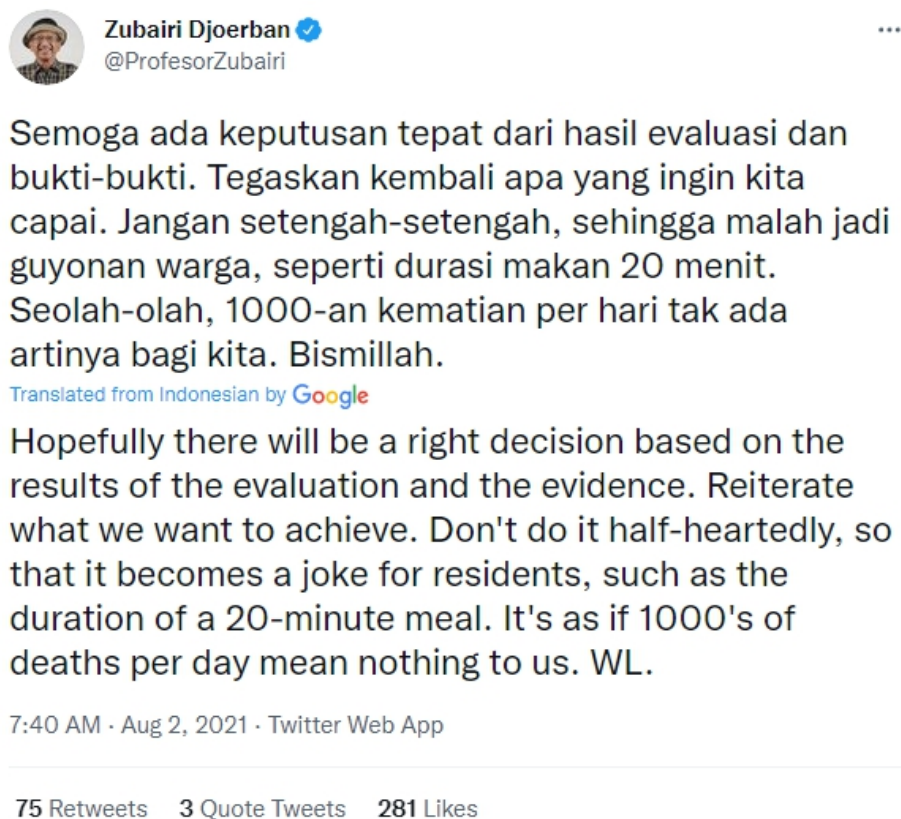 Zubairi Djoerban
@ProfesorZubairi
Semoga ada keputusan tepat dari hasil evaluasi dan
bukti-bukti. Tegaskan kembali apa yang ingin kita
capai. Jangan setengah-setengah, sehingga malah jadi
guyonan warga, seperti durasi makan 20 menit.
Seolah-olah, 1000-an kematian per hari tak ada
artinya bagi kita. Bismillah.
Translated from Indonesian by Google
Hopefully there will be a right decision based on the
results of the evaluation and the evidence. Reiterate
what we want to achieve. Don't do it half-heartedly, so
that it becomes a joke for residents, such as the
duration of a 20-minute meal. It's as if 1000's of
deaths per day mean nothing to us. WL.
7:40 AM · Aug 2, 2021 · Twitter Web App
75 Retweets 3 Quote Tweets 281 Likes